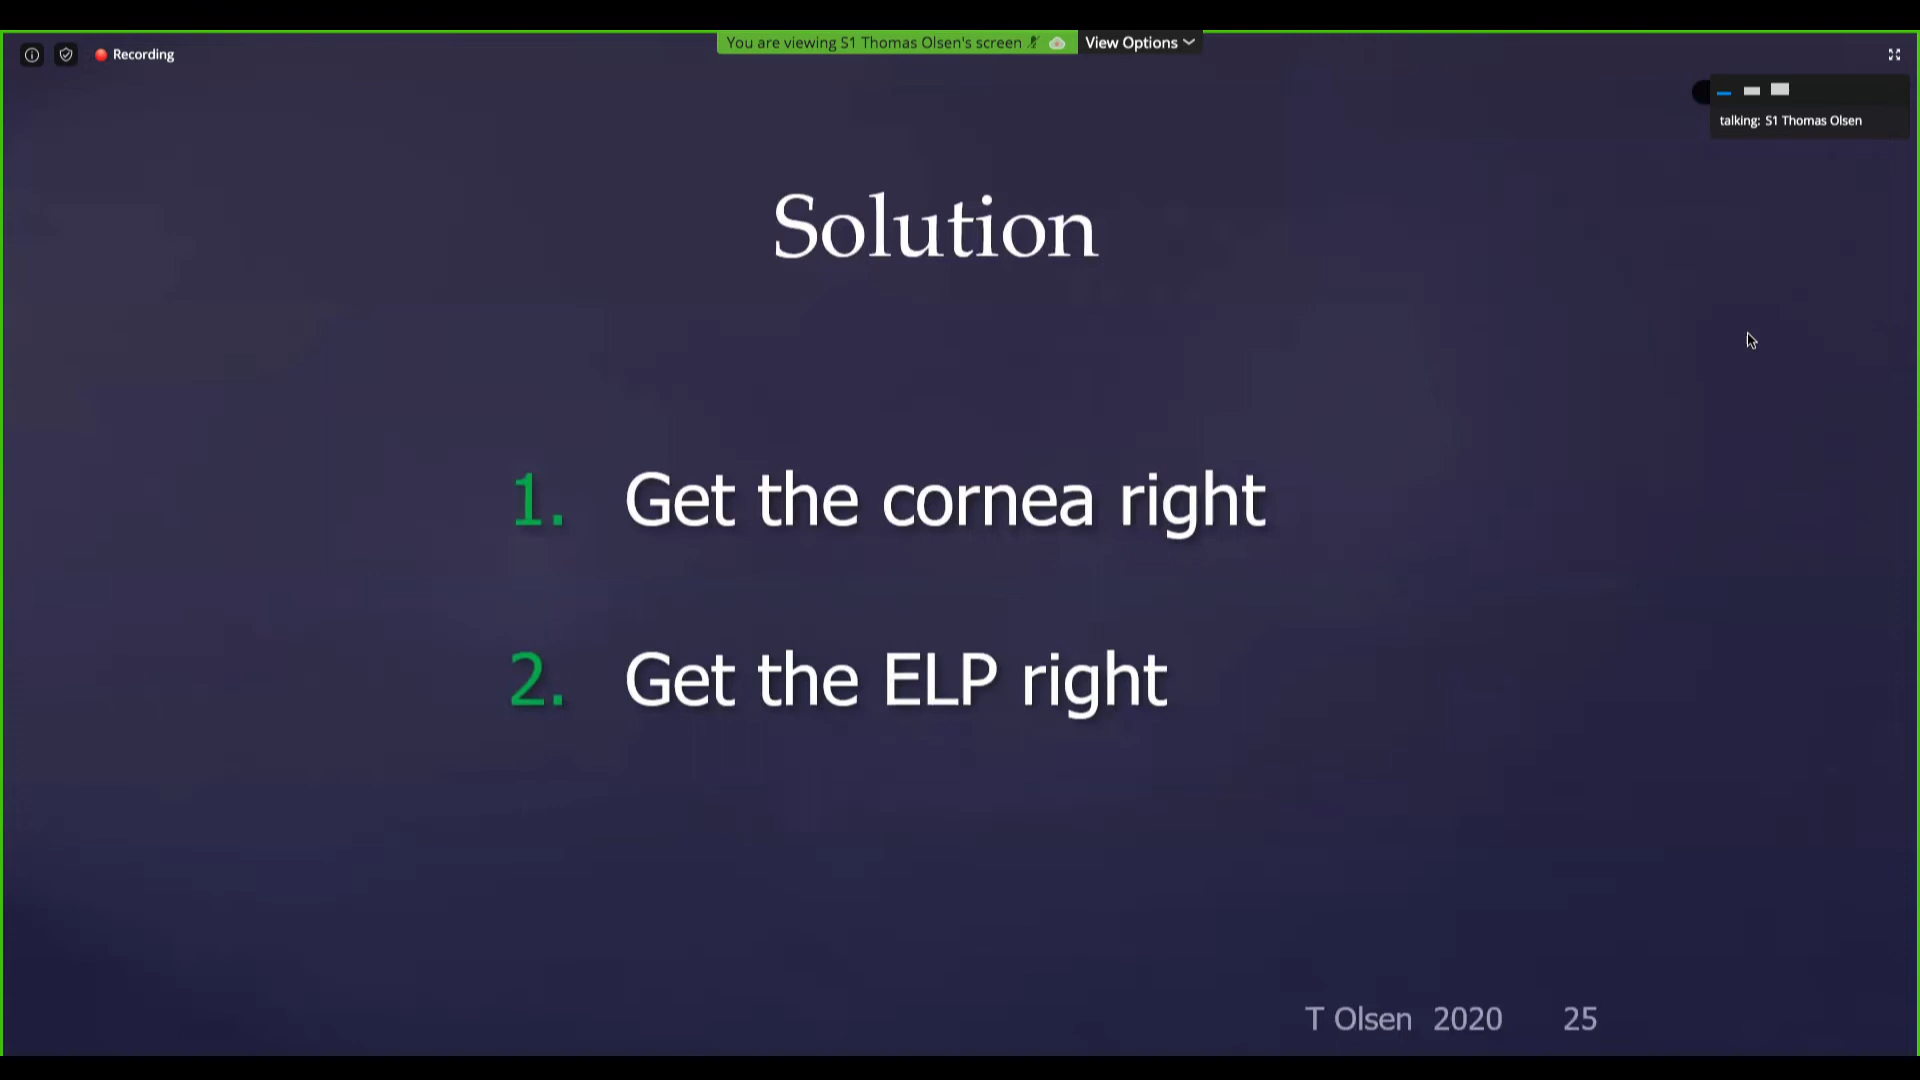 You are viewing S1 Thomas Olsen's screen
View Options
Recording
talking: S1 Thomas Olsen
Solution
1. Get the cornea right
2. Get the ELP right
T Olsen 2020 25